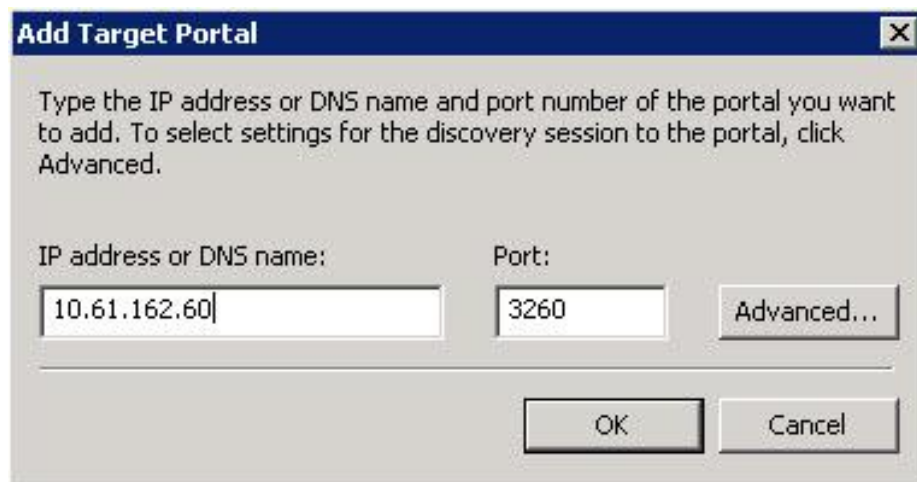 Add Target Portal
Type the IP address or DNS name and port number of the portal you want
to add. To select settings for the discovery session to the portal, click
Advanced.
IP address or DNS name:
Port:
10.61.162.60
3260
Advanced...
OK
Cancel